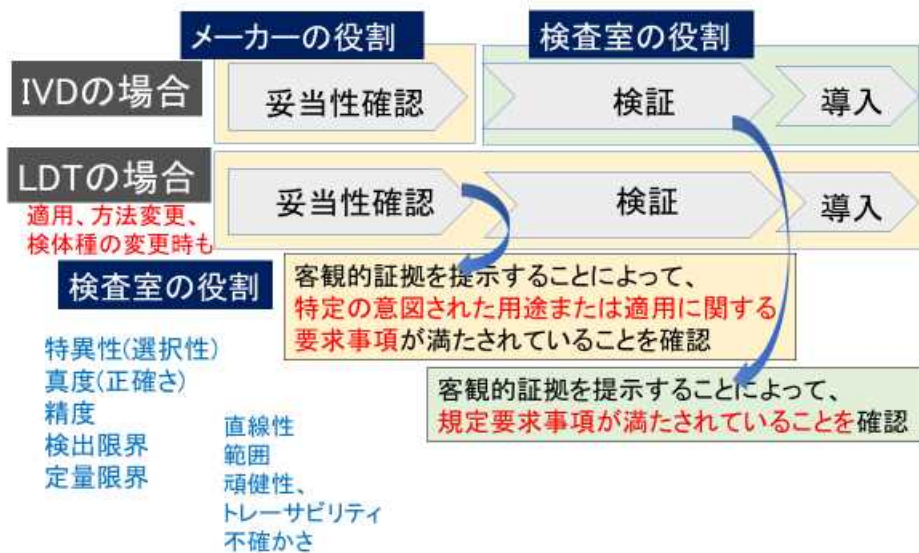 メーカーの役割
検査室の役割
IVDの場合
妥当性確認
検証
導入
LDTの場合
妥当性確認
検証
導入
適用、方法変更、
検体種の変更時も
検査室の役割
客観的証拠を提示することによって、
特定の意図された用途または適用に関する
要求事項が満たされていることを確認
客観的証拠を提示することによって、
規定要求事項が満たされていることを確認
特異性(選択性)
真度(正確さ)
精度
検出限界
定量限界
直線性
範囲
頑健性、
トレーサビリティ
不確かさ